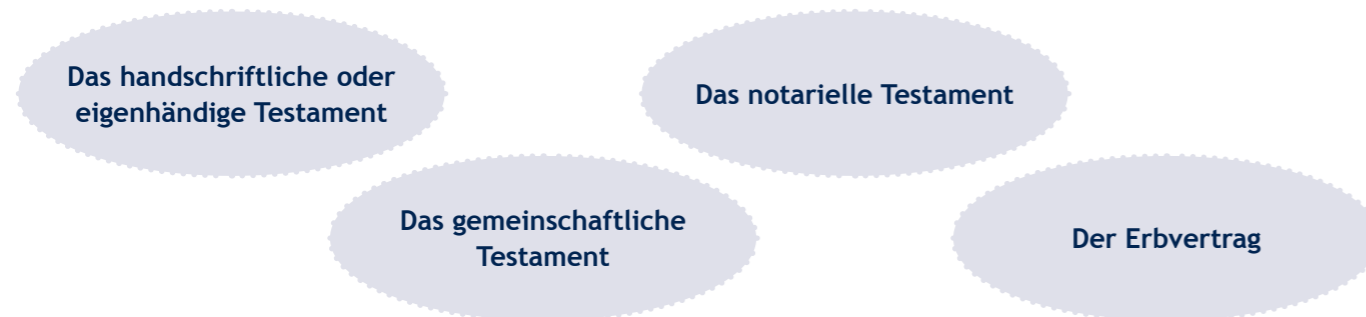 Das handschriftliche oder
eigenhändige Testament
Das notarielle Testament
Das gemeinschaftliche
Testament
Der Erbvertrag